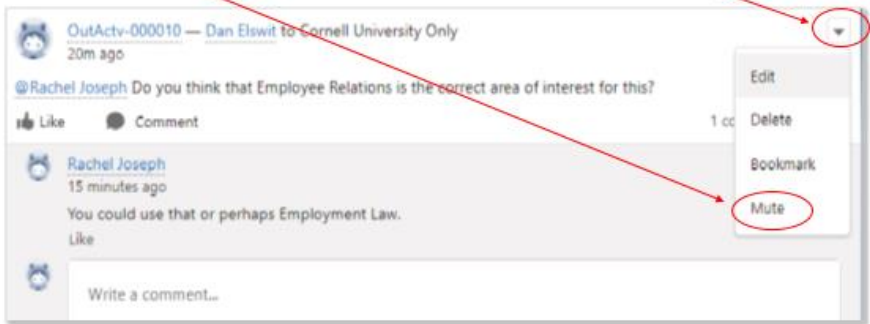 OutActv-000010 — Dan Elswit to Cornell University Only
20m ago
@Rachel Joseph Do you think that Employee Relations is the correct area of interest for this?
Like Comment 1 co
Edit
Delete
Bookmark
Mute
Rachel Joseph
15 minutes ago
You could use that or perhaps Employment Law.
Like
Write a comment...